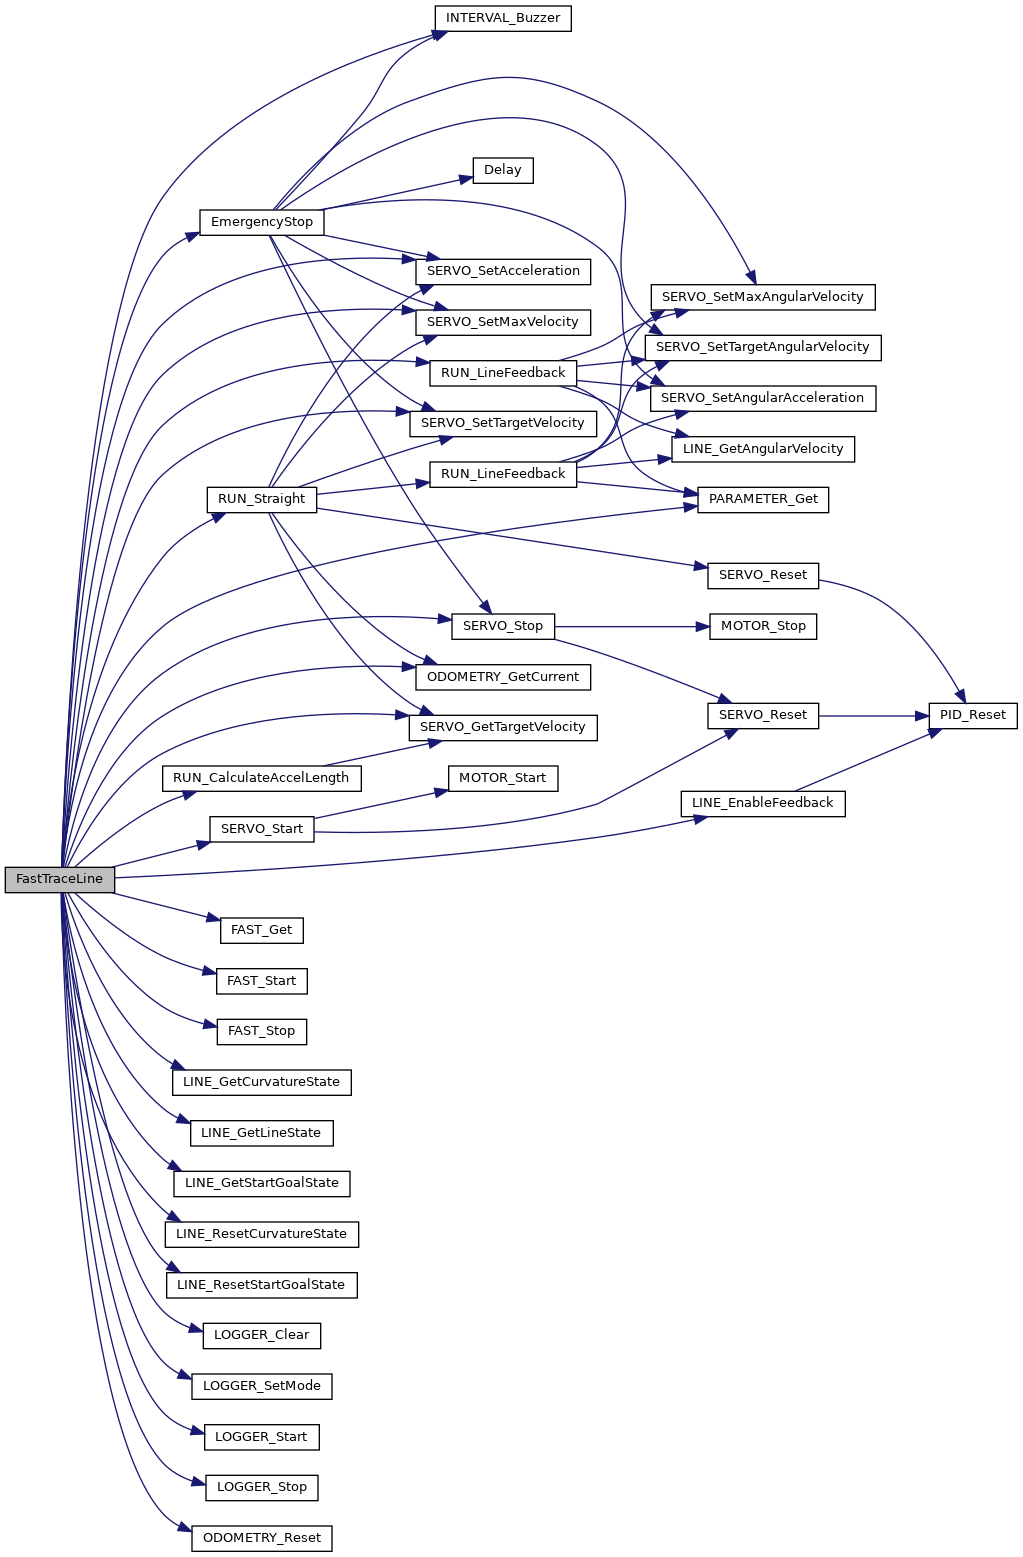 INTERVAL_Buzzer
Delay
EmergencyStop
SERVO_SetAcceleration
SERVO_SetMaxAngularVelocity
SERVO_SetMaxVelocity
SERVO_SetTargetAngularVelocity
RUN_LineFeedback
SERVO_SetAngularAcceleration
SERVO_SetTargetVelocity
LINE_GetAngularVelocity
RUN_LineFeedback
RUN_Straight
PARAMETER_Get
SERVO_Reset
SERVO_Stop
MOTOR_Stop
ODOMETRY_GetCurrent
SERVO_Reset
PID_Reset
SERVO_GetTargetVelocity
RUN_CalculateAccelLength
MOTOR_Start
LINE_EnableFeedback
SERVO_Start
FastTraceLine
FAST_Get
FAST_Start
FAST_Stop
LINE_GetCurvatureState
LINE_GetLineState
LINE_GetStartGoalState
LINE_ResetCurvatureState
LINE_ResetStartGoalState
LOGGER_Clear
LOGGER_SetMode
LOGGER_Start
LOGGER_Stop
ODOMETRY_Reset